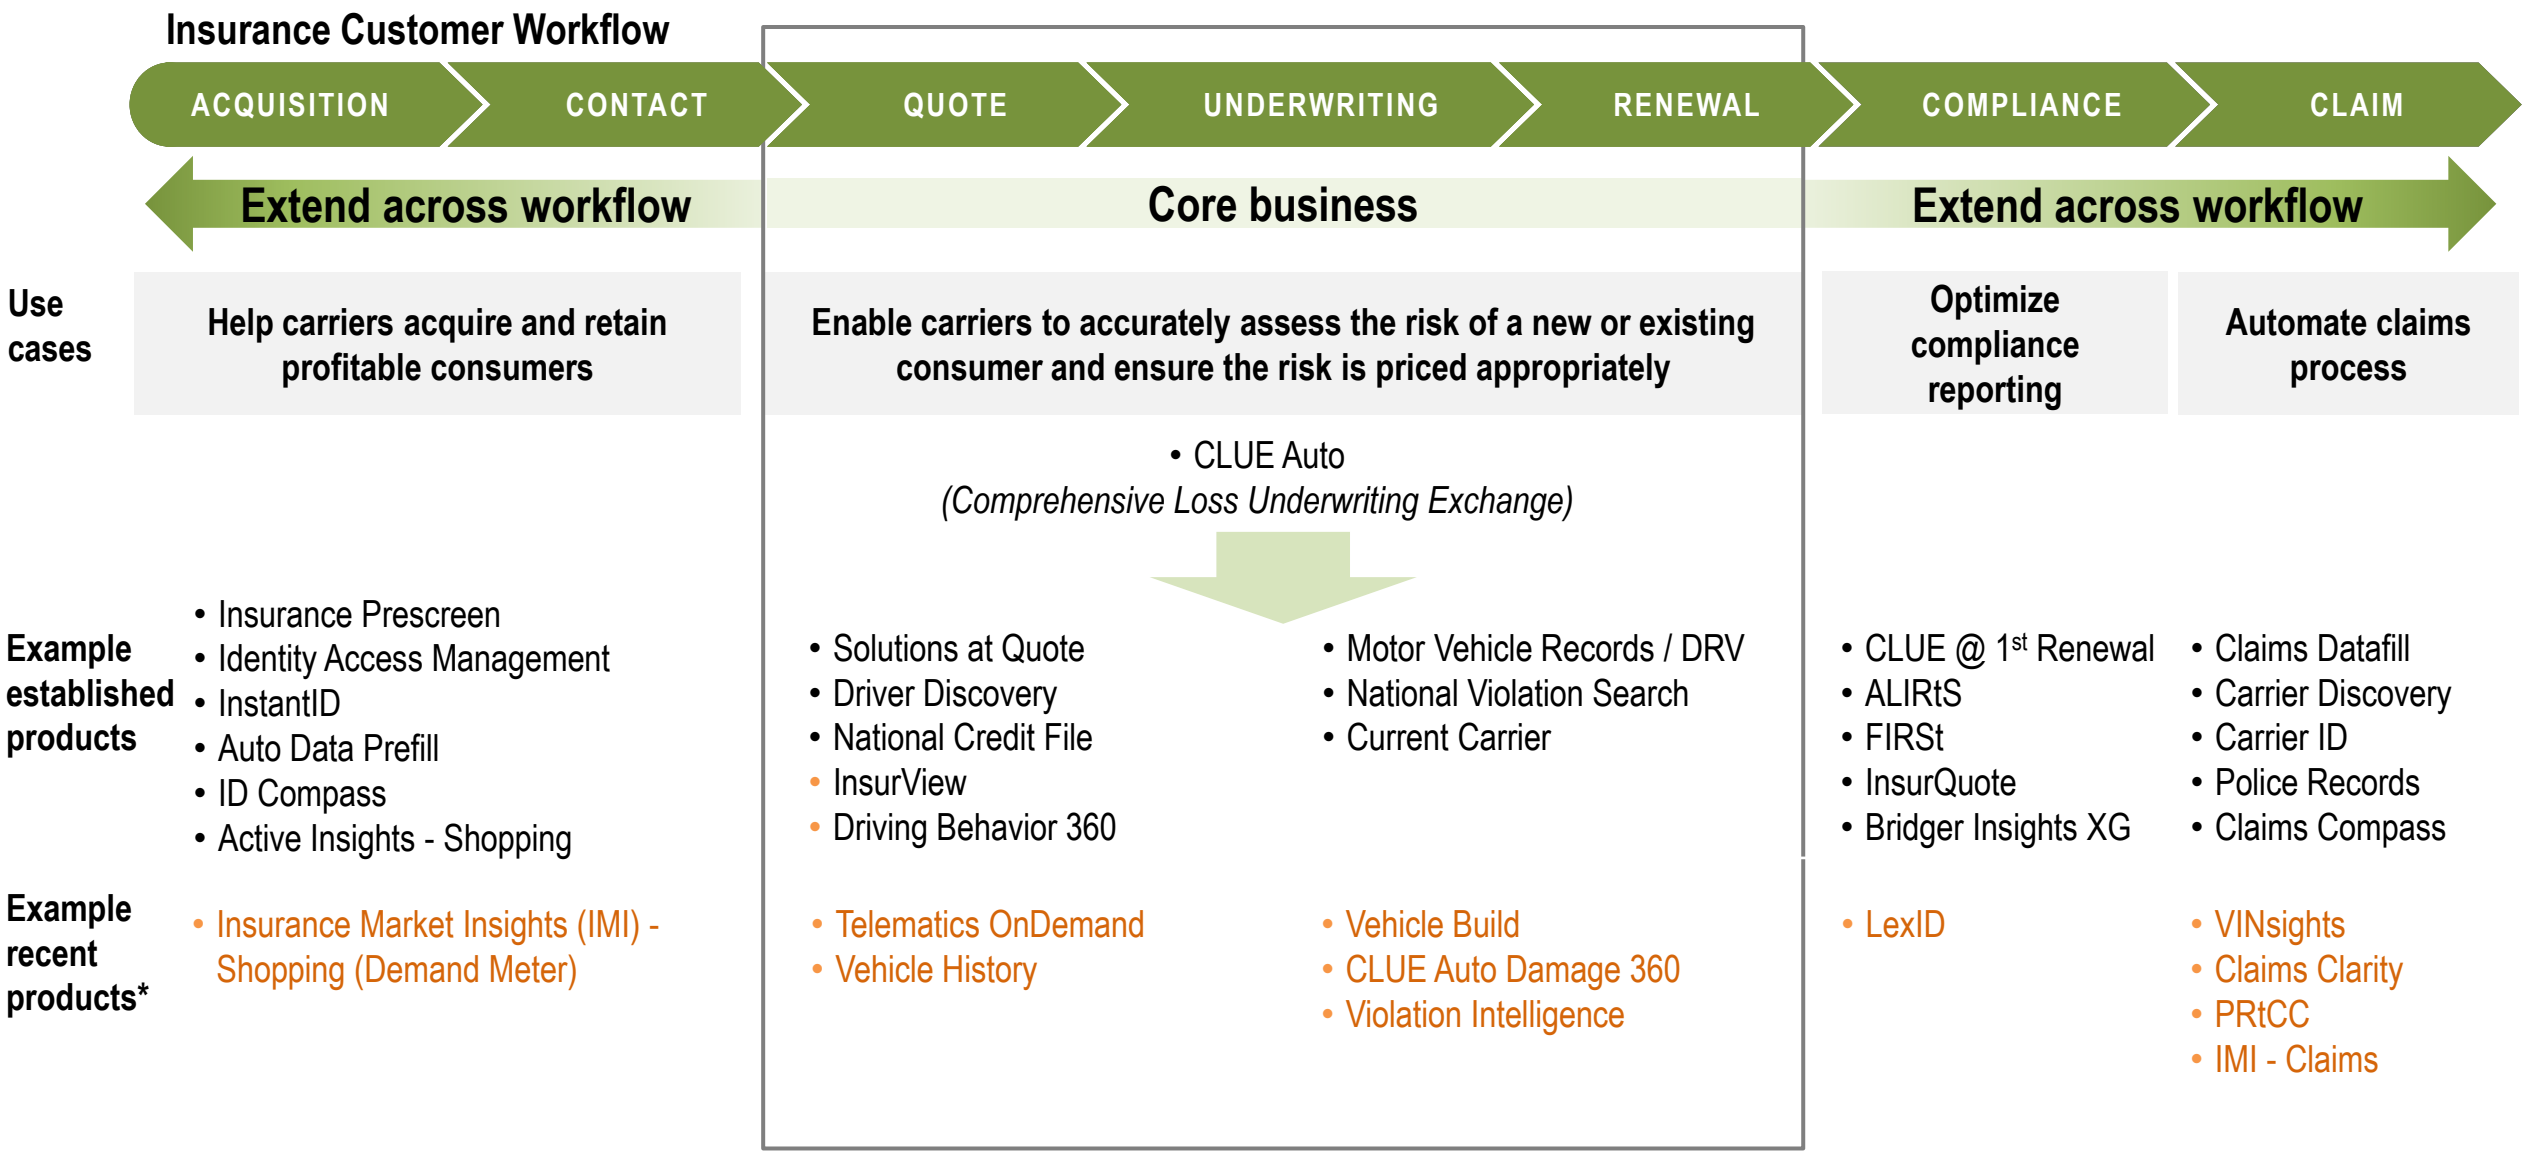 Insurance Customer Workflow
ACQUISITION
CONTACT
QUOTE
UNDERWRITING
RENEWAL
COMPLIANCE
CLAIM
Extend across workflow
Core business
Extend across workflow
Use
cases
Help carriers acquire and retain
profitable consumers
Enable carriers to accurately assess the risk of a new or existing
consumer and ensure the risk is priced appropriately
Optimize
compliance
reporting
Automate claims
process
• CLUE Auto
(Comprehensive Loss Underwriting Exchange)
Example
established
products
• Insurance Prescreen
• Identity Access Management
• InstantID
• Auto Data Prefill
• ID Compass
• Active Insights - Shopping
• Solutions at Quote
• Driver Discovery
• National Credit File
• InsurView
• Driving Behavior 360
• Motor Vehicle Records / DRV
• National Violation Search
• Current Carrier
• CLUE @ 1st Renewal
• ALIRtS
• FIRSt
• InsurQuote
• Bridger Insights XG
• Claims Datafill
• Carrier Discovery
• Carrier ID
• Police Records
• Claims Compass
Example
recent
products*
• Insurance Market Insights (IMI) -
Shopping (Demand Meter)
• Telematics OnDemand
• Vehicle History
• Vehicle Build
• CLUE Auto Damage 360
• Violation Intelligence
• LexID
• VINsights
• Claims Clarity
• PRtCC
• IMI - Claims